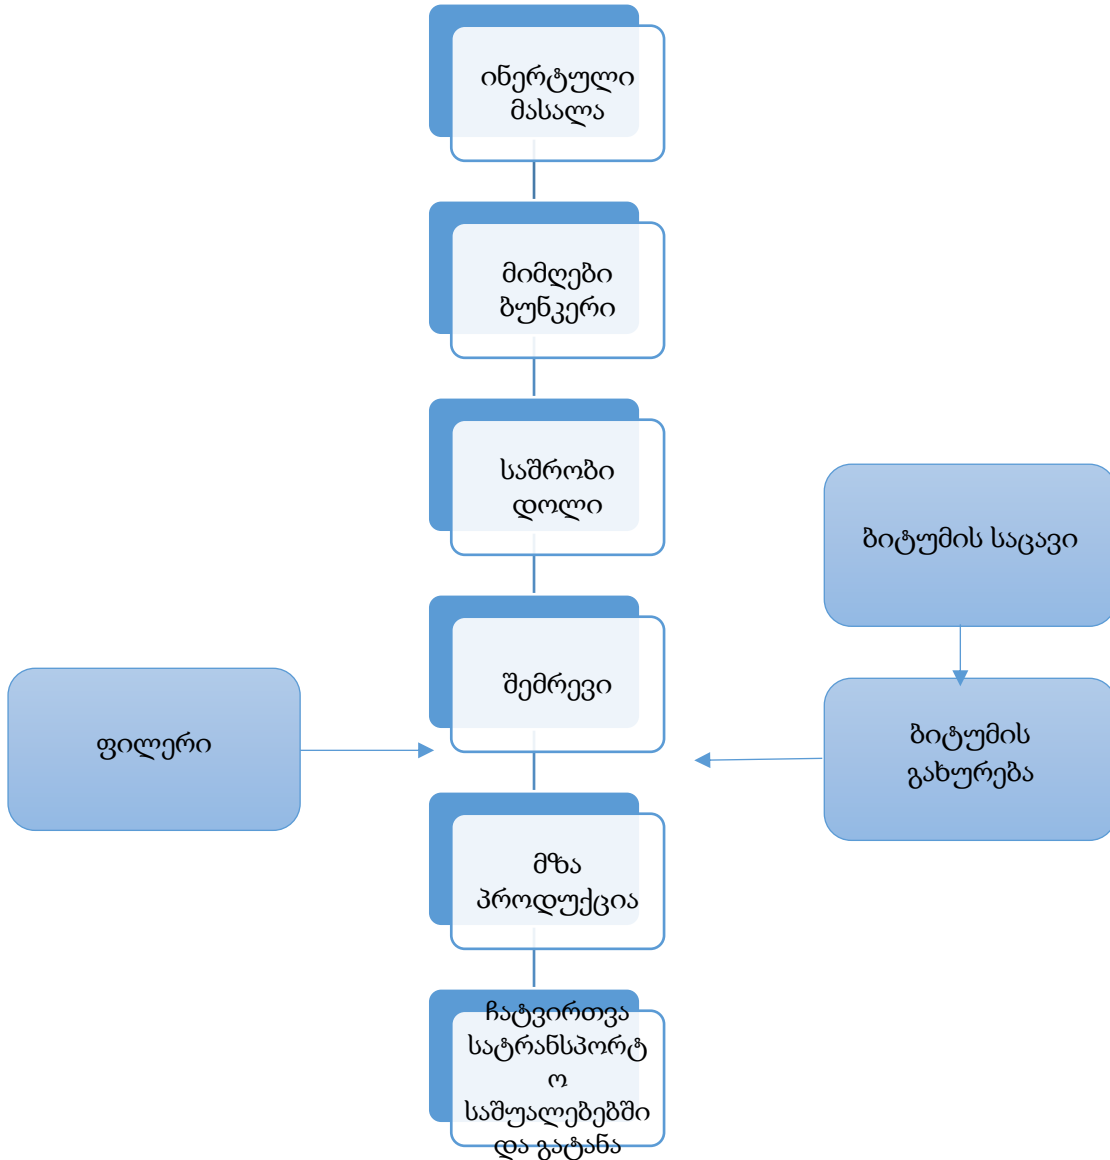 ინერტული
მასალა
მიმღები
ბუნკერი
საშრობი
დოლი
ბიტუმის საცავი
შემრევი
ფილერი
ბიტუმის
გახურება
მზა
პროდუქცია
ჩატვირთვა
სატრანსპორტ
ო
საშუალებებში
და გატანა